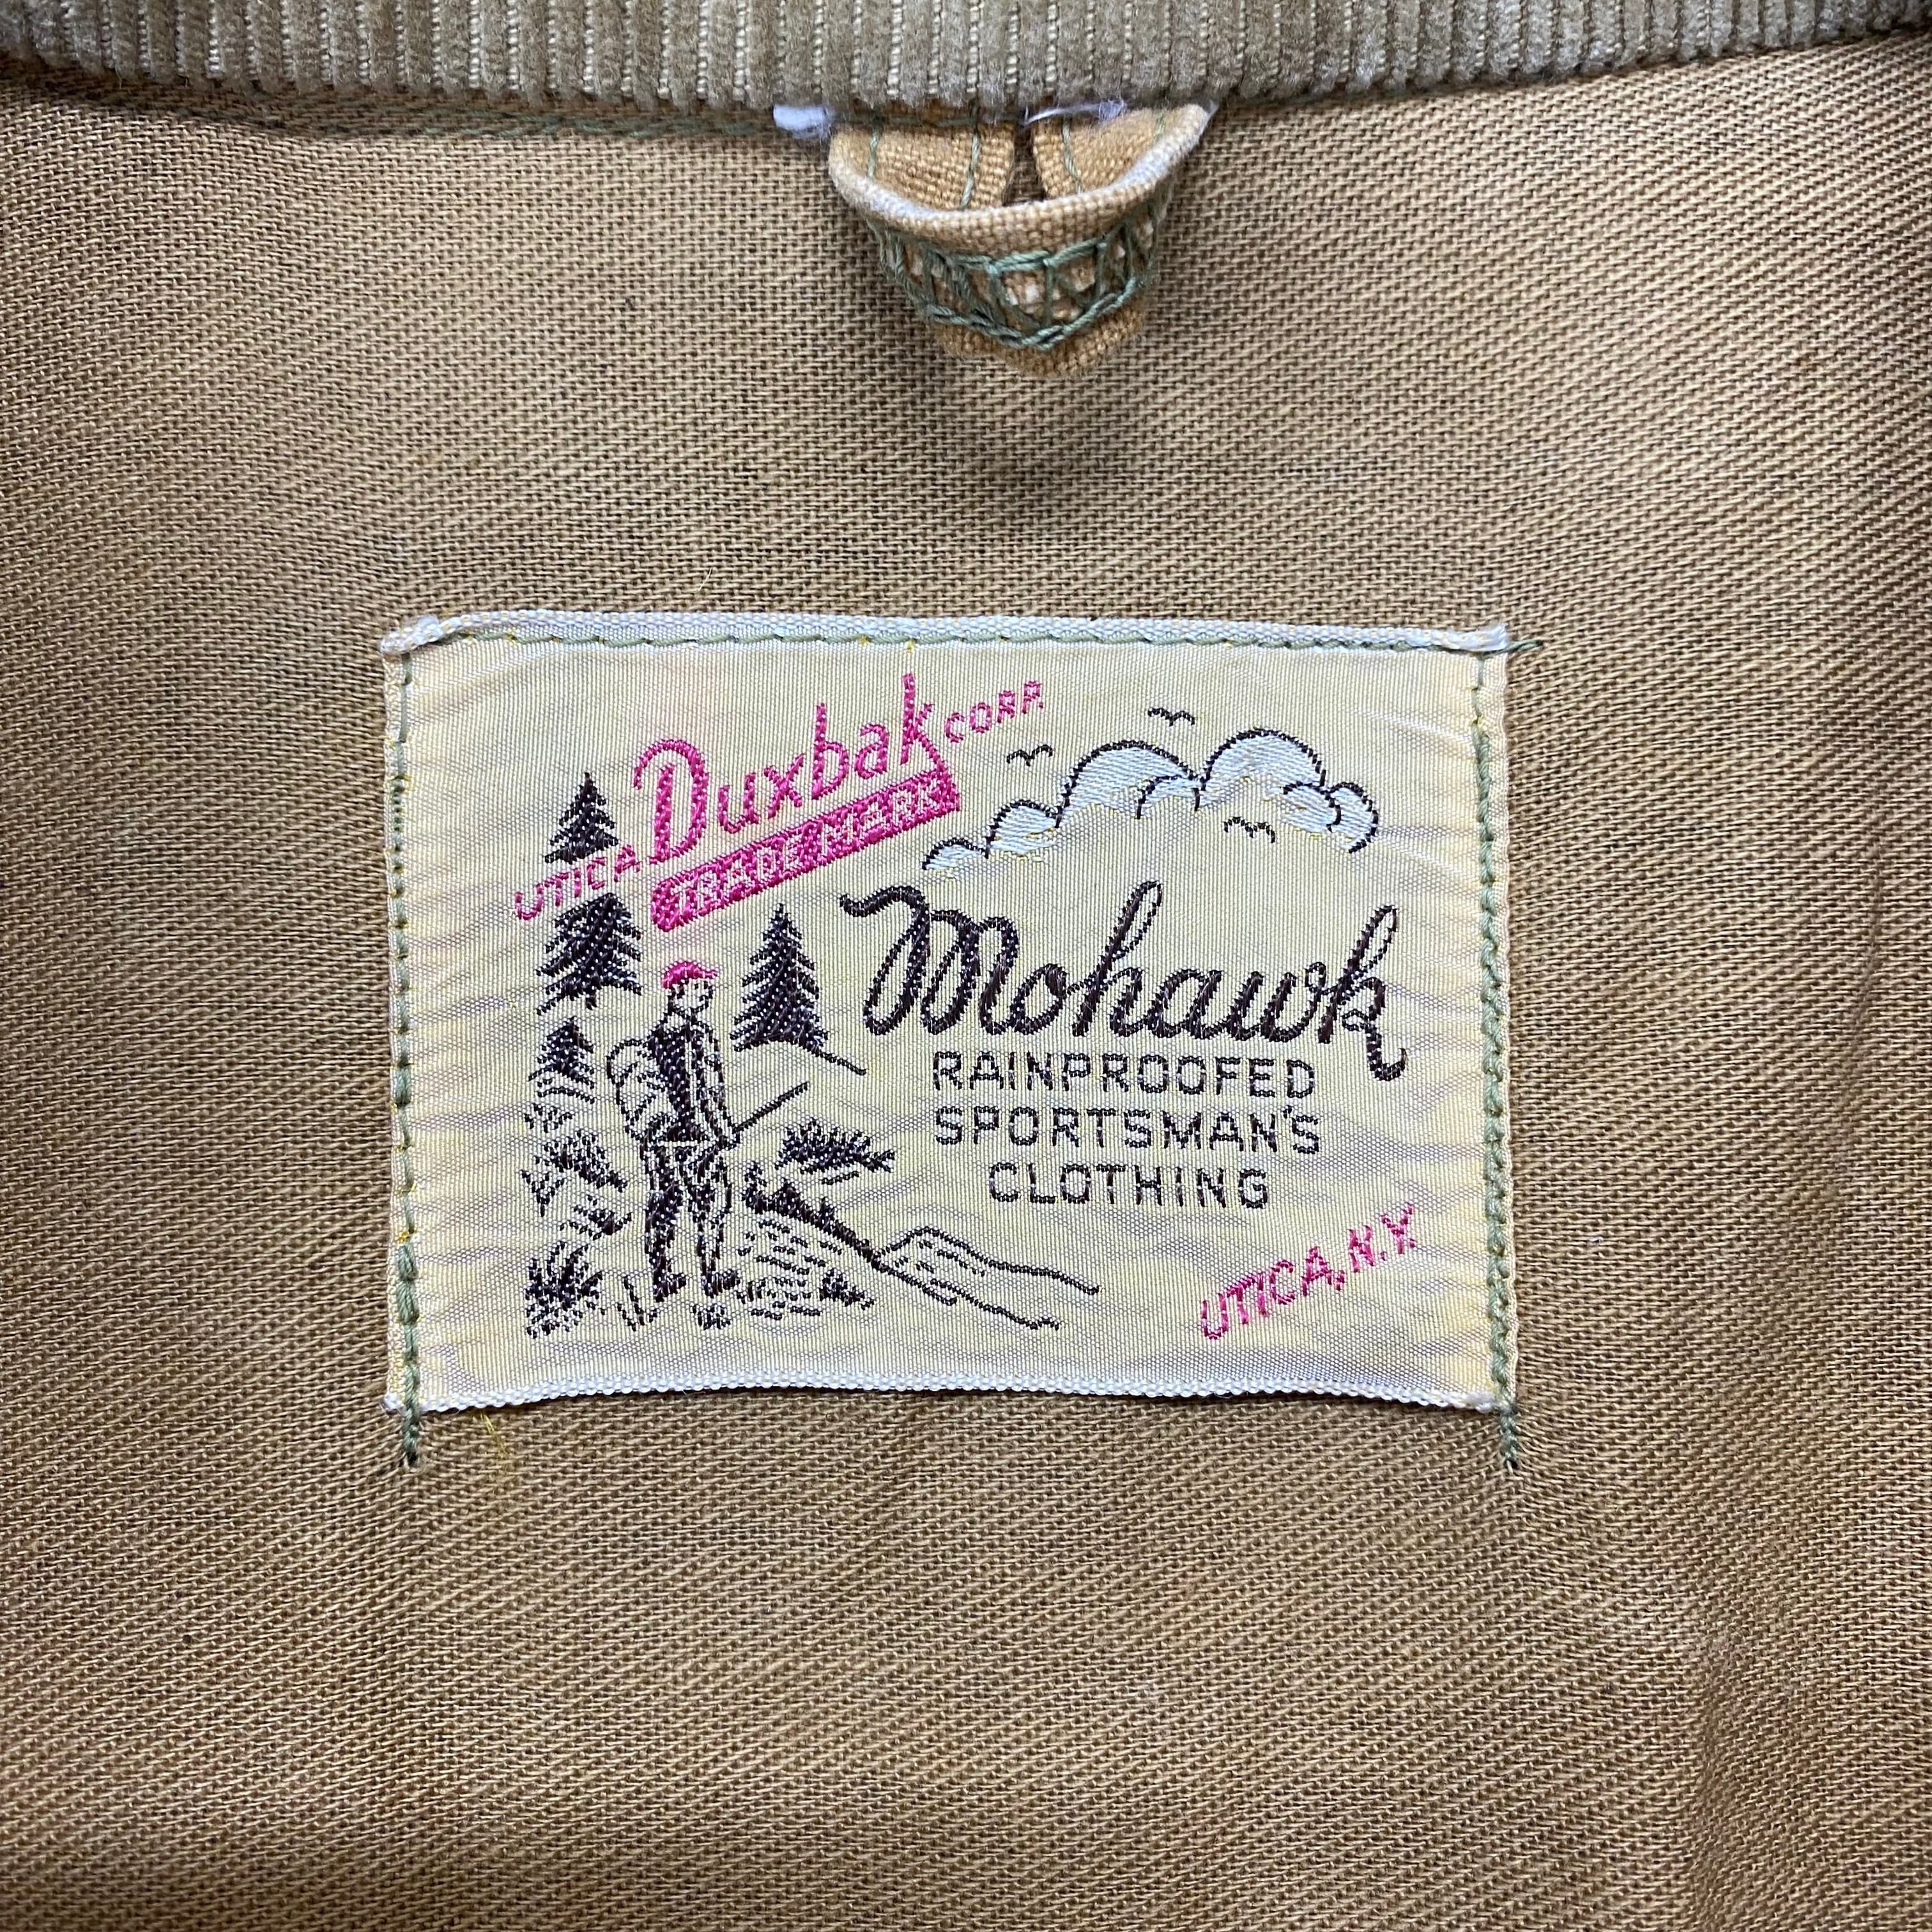 UTICA Duxbak CORP.
TRADE MARK
Mohawk
RAINPROOFED
SPORTSMAN'S
CLOTHING
UTICA, N.Y.